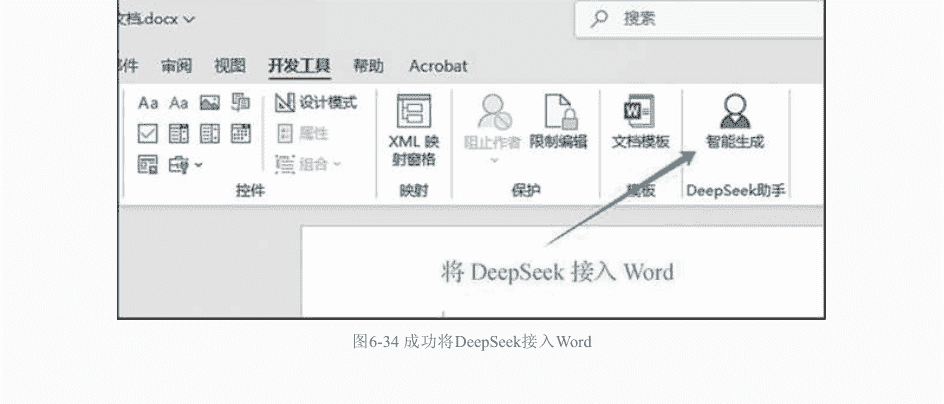 文档.docx
搜索
审阅 视图 开发工具 帮助 Acrobat
Aa Aa 设计模式
属性
组合
XML 映
射窗格
阻止作者 限制编辑 文档模板 智能生成
控件 映射 保护 模板 DeepSeek助手
将 DeepSeek 接入 Word
图6-34 成功将DeepSeek接入Word